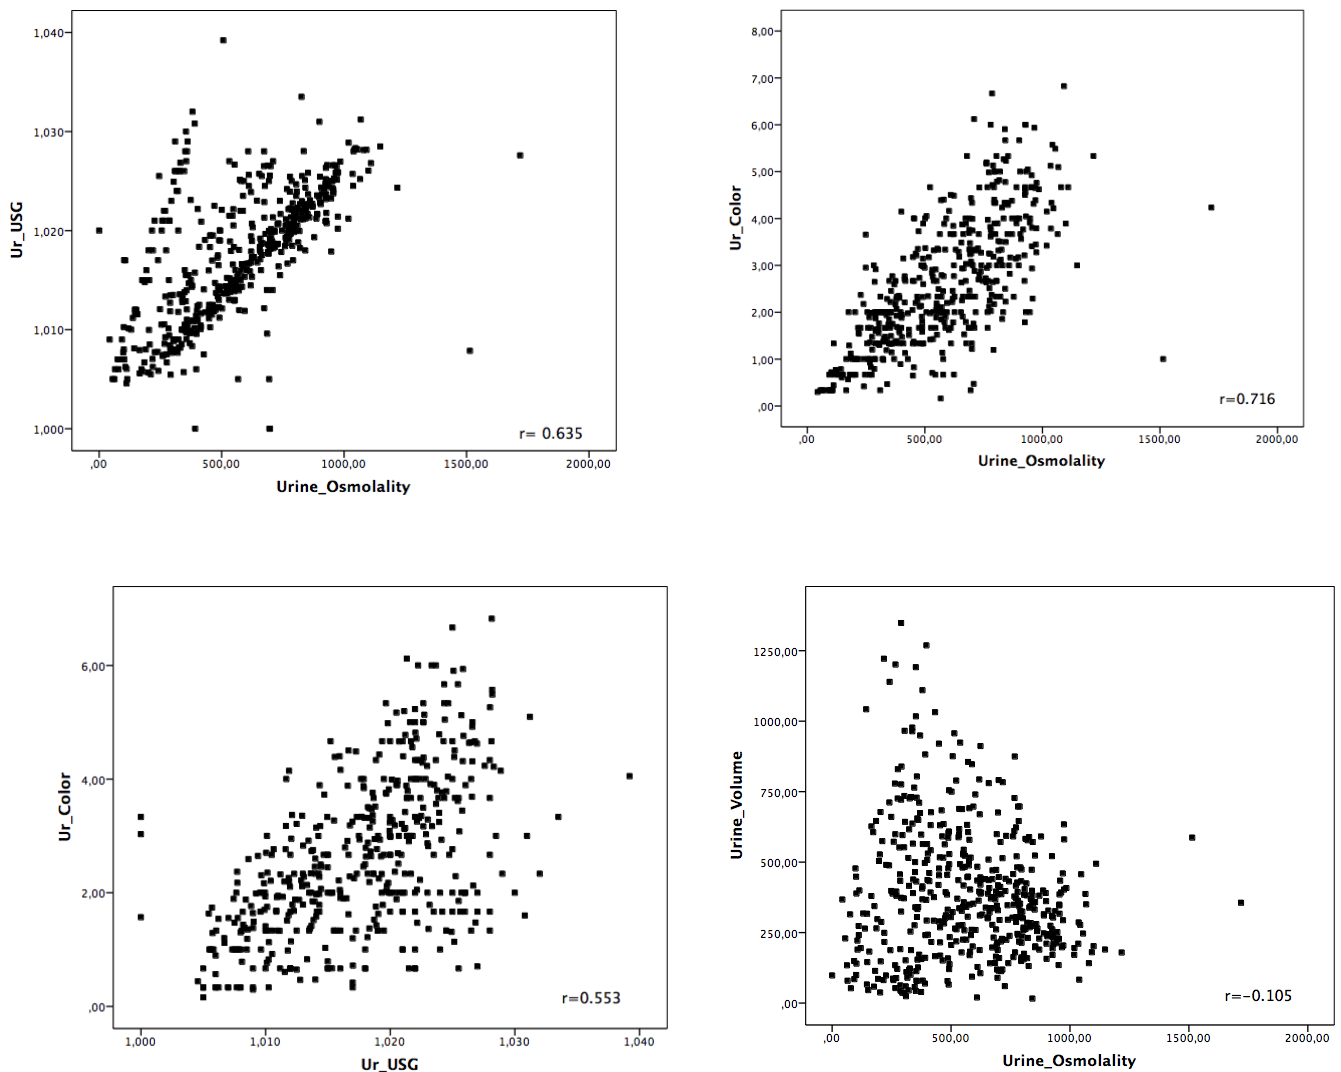 1,040
1,030
1,020
1,010
1,000
Ur_USG
r= 0.635
,00 500,00 1000,00 1500,00 2000,00
Urine_Osmolality
8,00
7,00
6,00
5,00
4,00
3,00
2,00
1,00
,00
Ur_Color
r=0.716
,00 500,00 1000,00 1500,00 2000,00
Urine_Osmolality
6,00
4,00
2,00
,00
Ur_Color
r=0.553
1,000 1,010 1,020 1,030 1,040
Ur_USG
1250,00
1000,00
750,00
500,00
250,00
,00
Urine_Volume
r=-0.105
,00 500,00 1000,00 1500,00 2000,00
Urine_Osmolality